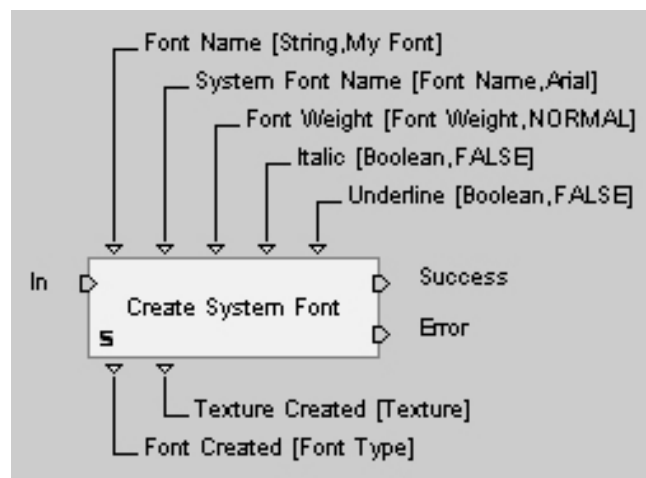 Font Name [String,My Font]
System Font Name [Font Name,Arial]
Font Weight [Font Weight,NORMAL]
Italic [Boolean,FALSE]
Underline [Boolean,FALSE]
In
Success
Create System Font
Error
S
Texture Created [Texture]
Font Created [Font Type]